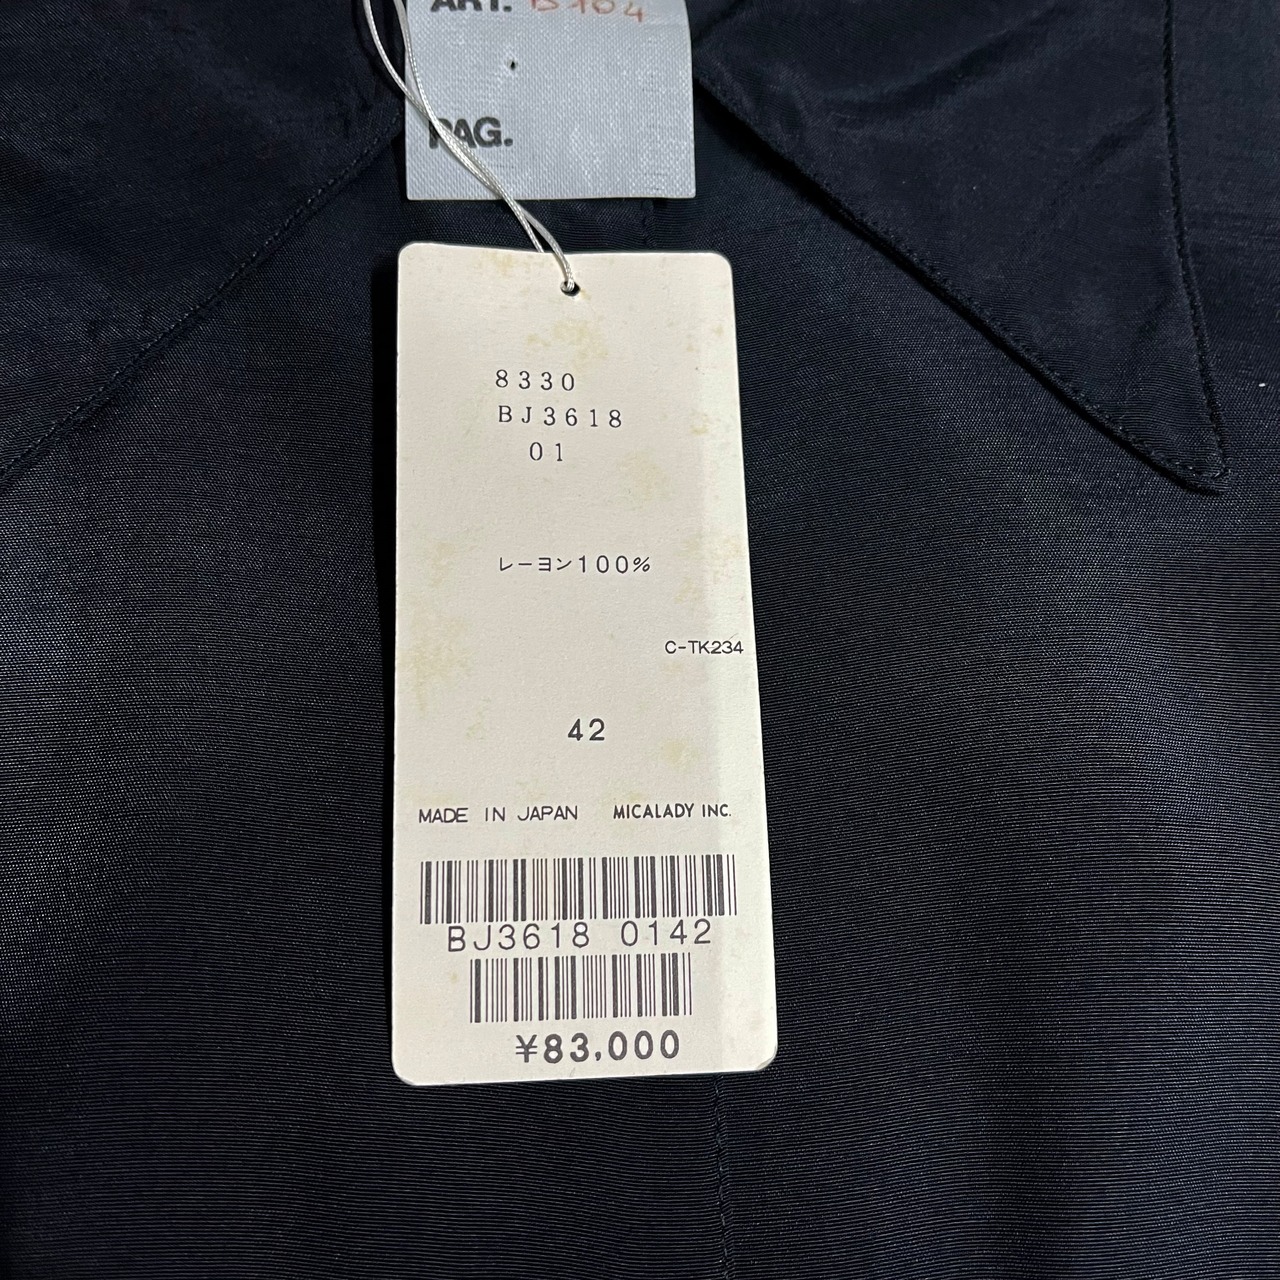 ART. B104
PAG.
8330
BJ3618
01
レーヨン100%
C-TK234
42
MADE IN JAPAN MICALADY INC.
BJ3618 0142
¥83,000